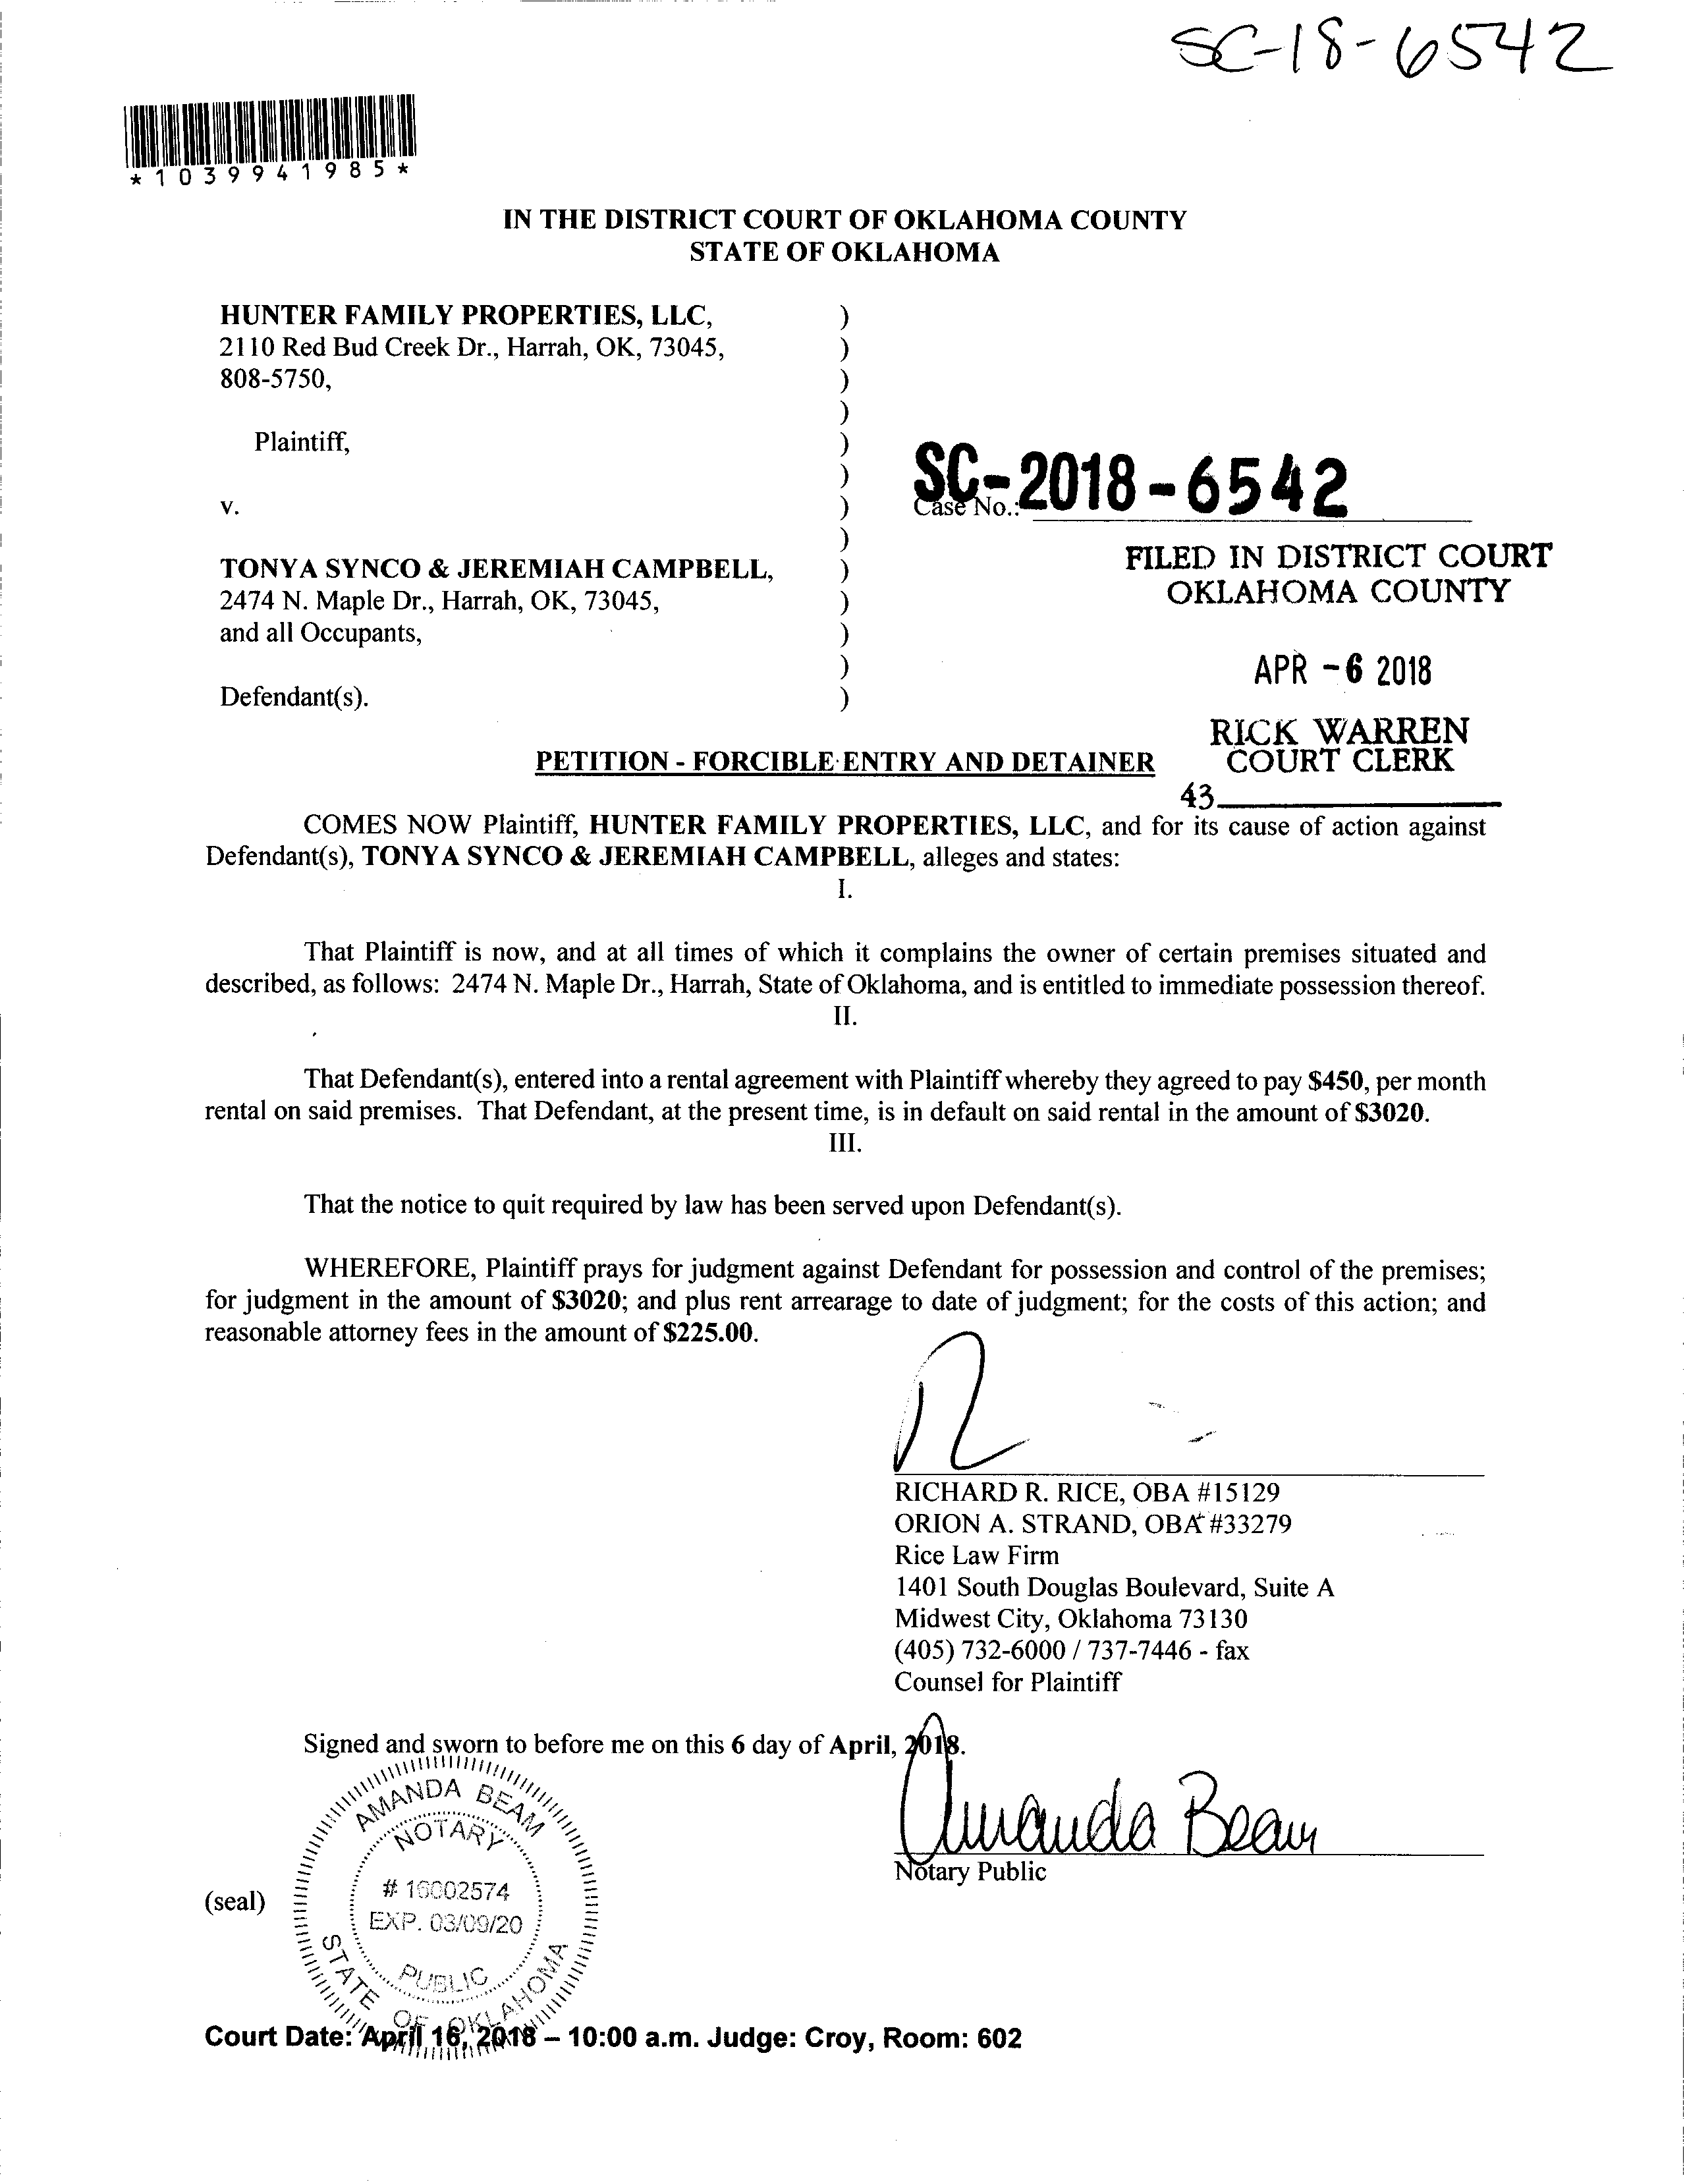 SC-18-6542
*1039941985*
IN THE DISTRICT COURT OF OKLAHOMA COUNTY
STATE OF OKLAHOMA
HUNTER FAMILY PROPERTIES, LLC, )
2110 Red Bud Creek Dr., Harrah, OK, 73045, )
808-5750, )
)
Plaintiff, )
)
v. )
SC-2018-6542
Case No.:
)
TONYA SYNCO & JEREMIAH CAMPBELL, )
2474 N. Maple Dr., Harrah, OK, 73045, )
and all Occupants, )
)
Defendant(s). )
FILED IN DISTRICT COURT
OKLAHOMA COUNTY
APR -6 2018
RICK WARREN
COURT CLERK
43
PETITION - FORCIBLE ENTRY AND DETAINER
COMES NOW Plaintiff, HUNTER FAMILY PROPERTIES, LLC, and for its cause of action against
Defendant(s), TONYA SYNCO & JEREMIAH CAMPBELL, alleges and states:
I.
That Plaintiff is now, and at all times of which it complains the owner of certain premises situated and
described, as follows: 2474 N. Maple Dr., Harrah, State of Oklahoma, and is entitled to immediate possession thereof.
II.
That Defendant(s), entered into a rental agreement with Plaintiff whereby they agreed to pay $450, per month
rental on said premises. That Defendant, at the present time, is in default on said rental in the amount of $3020.
III.
That the notice to quit required by law has been served upon Defendant(s).
WHEREFORE, Plaintiff prays for judgment against Defendant for possession and control of the premises;
for judgment in the amount of $3020; and plus rent arrearage to date of judgment; for the costs of this action; and
reasonable attorney fees in the amount of $225.00.
RICHARD R. RICE, OBA #15129
ORION A. STRAND, OBA #33279
Rice Law Firm
1401 South Douglas Boulevard, Suite A
Midwest City, Oklahoma 73130
(405) 732-6000 / 737-7446 - fax
Counsel for Plaintiff
Signed and sworn to before me on this 6 day of April, 2018.
Amanda Beam
Notary Public
(seal)
AMANDA BEAM
NOTARY
# 16002574
EXP. 03/09/20
PUBLIC
STATE OF OKLAHOMA
Court Date: April 16, 2018 – 10:00 a.m. Judge: Croy, Room: 602